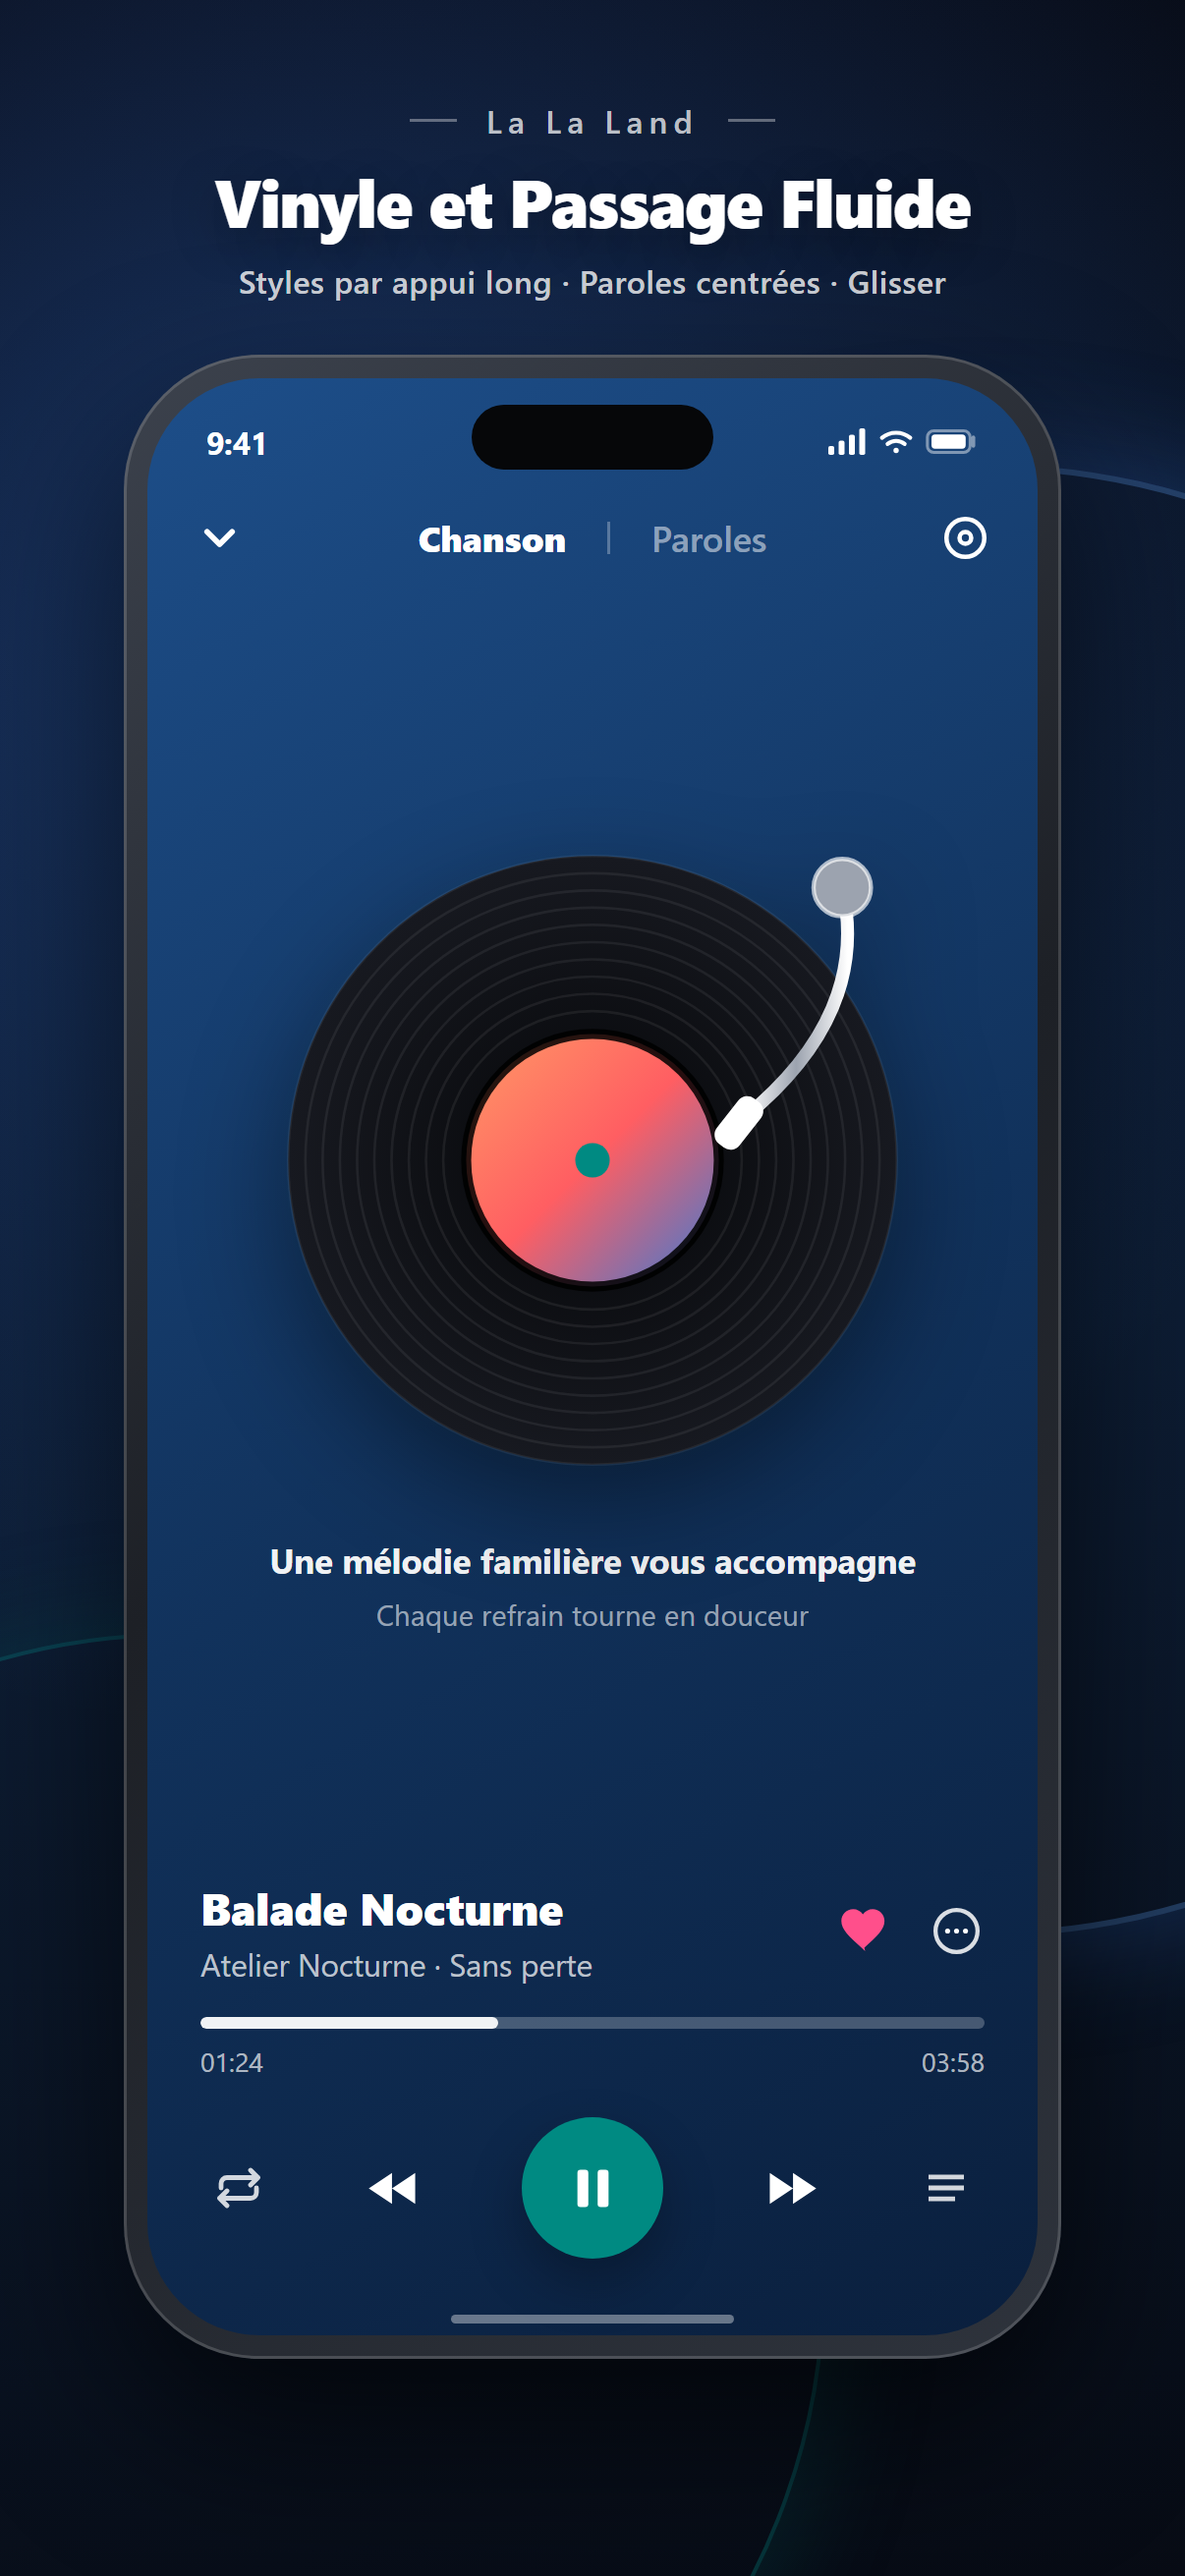 La La Land
Vinyle et Passage Fluide
Styles par appui long · Paroles centrées · Glisser
9:41
Chanson | Paroles
Une mélodie familière vous accompagne
Chaque refrain tourne en douceur
Balade Nocturne
Atelier Nocturne · Sans perte
01:24 03:58